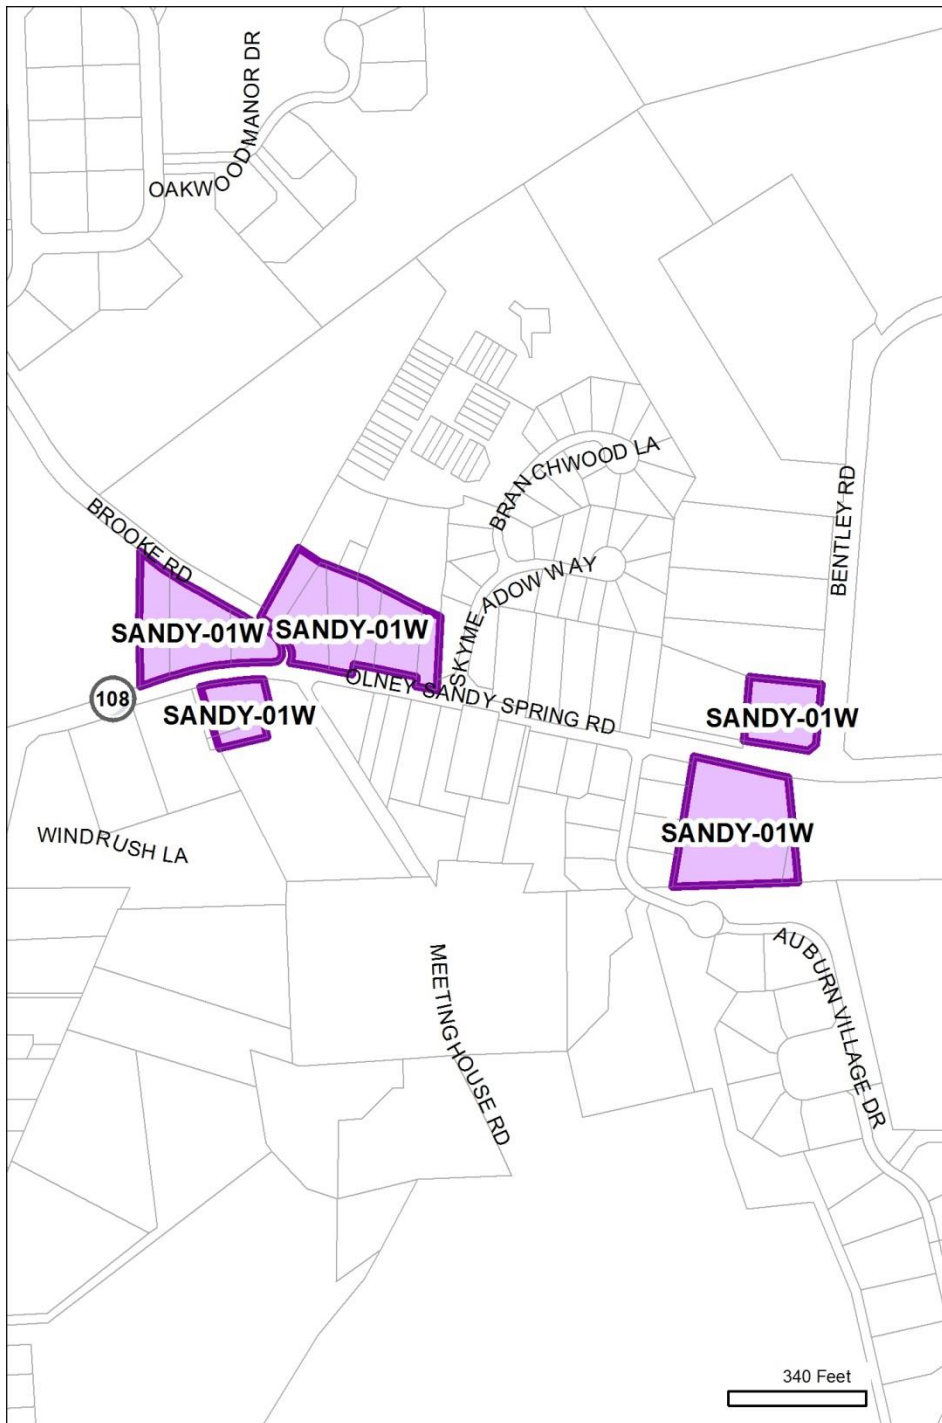 OAKWOODMANOR DR
BRANCHWOOD LA
BENTLEY RD
BROOKE RD
SKYMEADOW WAY
SANDY-01W
SANDY-01W
OLNEY SANDY SPRING RD
108
SANDY-01W
SANDY-01W
SANDY-01W
WINDRUSH LA
AUBURN VILLAGE DR
MEETINGHOUSE RD
340 Feet